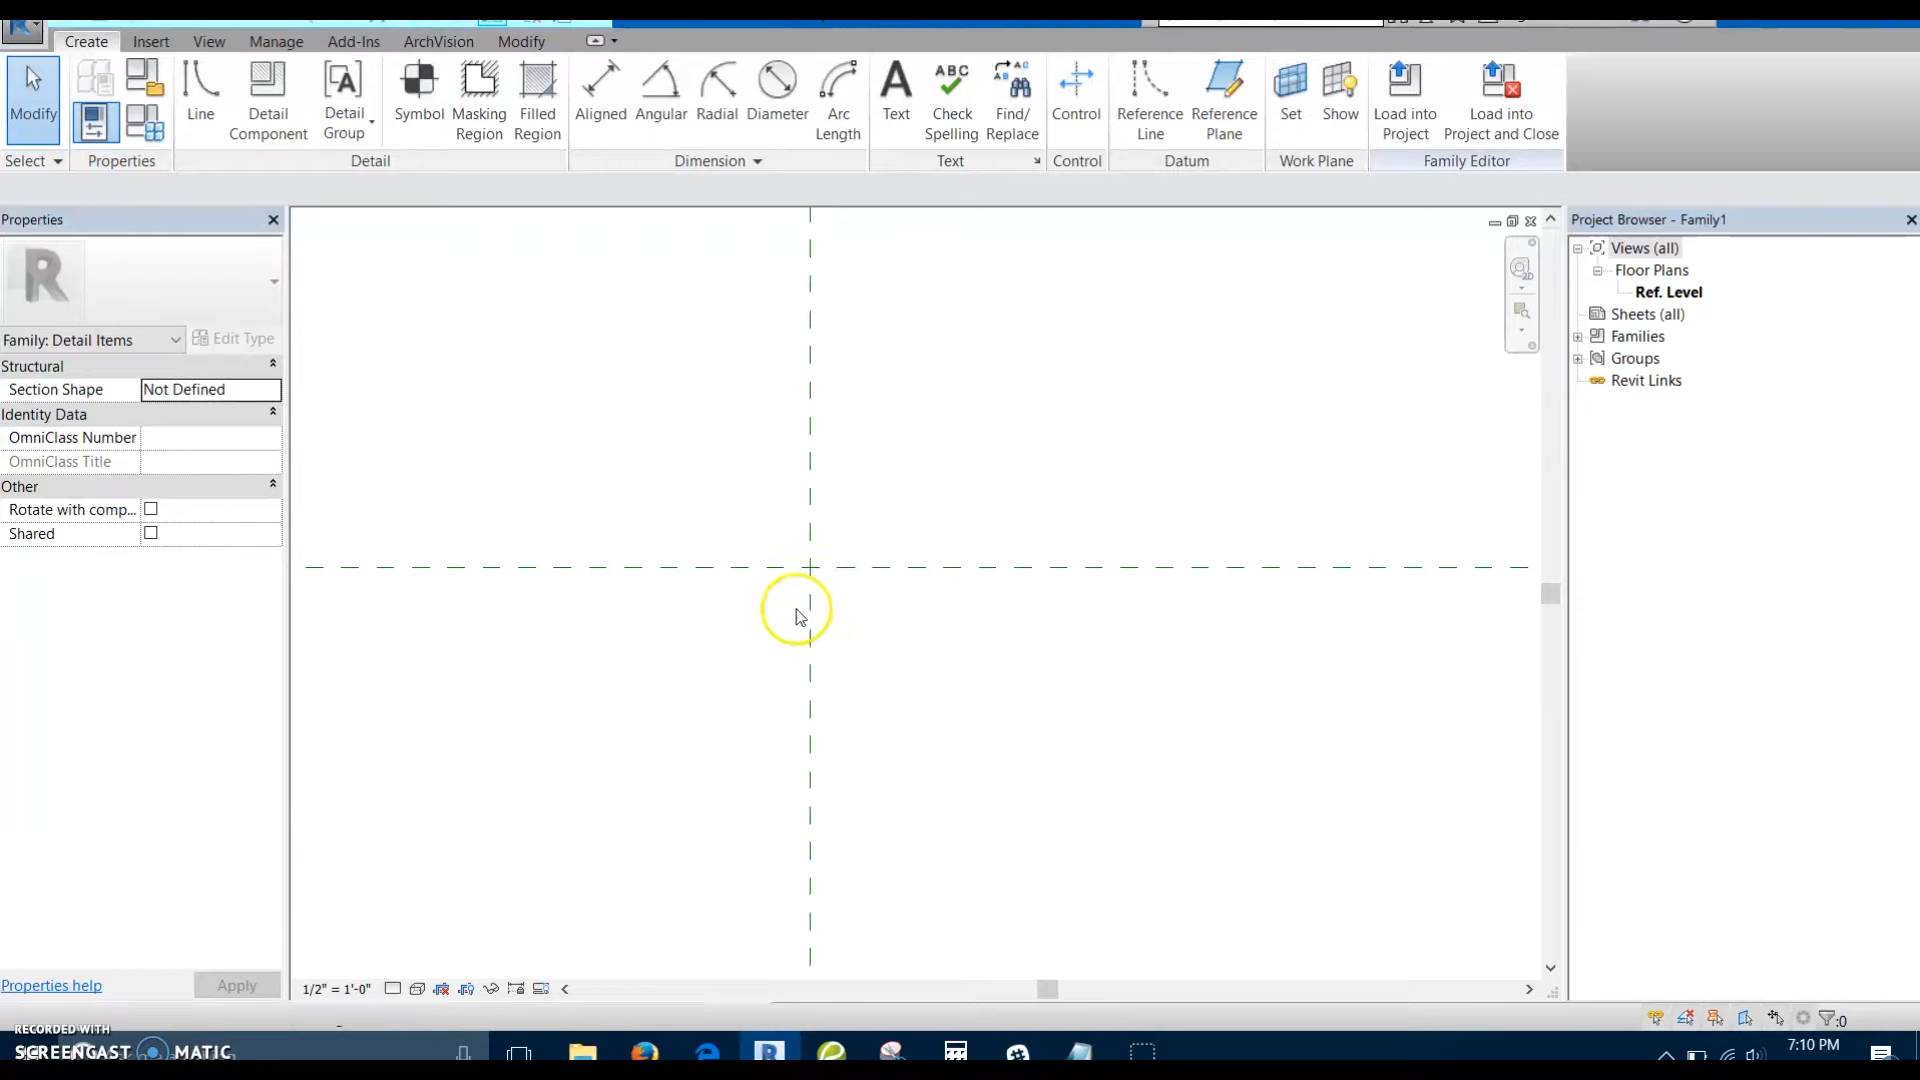 Create Insert View Manage Add-Ins ArchVision Modify
Modify
Line
Detail Component
Detail Group
Symbol
Masking Region
Filled Region
Aligned
Angular
Radial
Diameter
Arc Length
Text
ABC
Check Spelling
Find/ Replace
Control
Reference Line
Reference Plane
Set
Show
Load into Project
Load into Project and Close
Select Properties Detail Dimension Text Control Datum Work Plane Family Editor
Properties
R
Family: Detail Items
Edit Type
Structural
Section Shape Not Defined
Identity Data
OmniClass Number
OmniClass Title
Other
Rotate with comp...
Shared
Properties help
Apply
2D
1/2" = 1'-0"
Project Browser - Family1
Views (all)
Floor Plans
Ref. Level
Sheets (all)
Families
Groups
Revit Links
:0
RECORDED WITH
SCREENCAST MATIC
7:10 PM